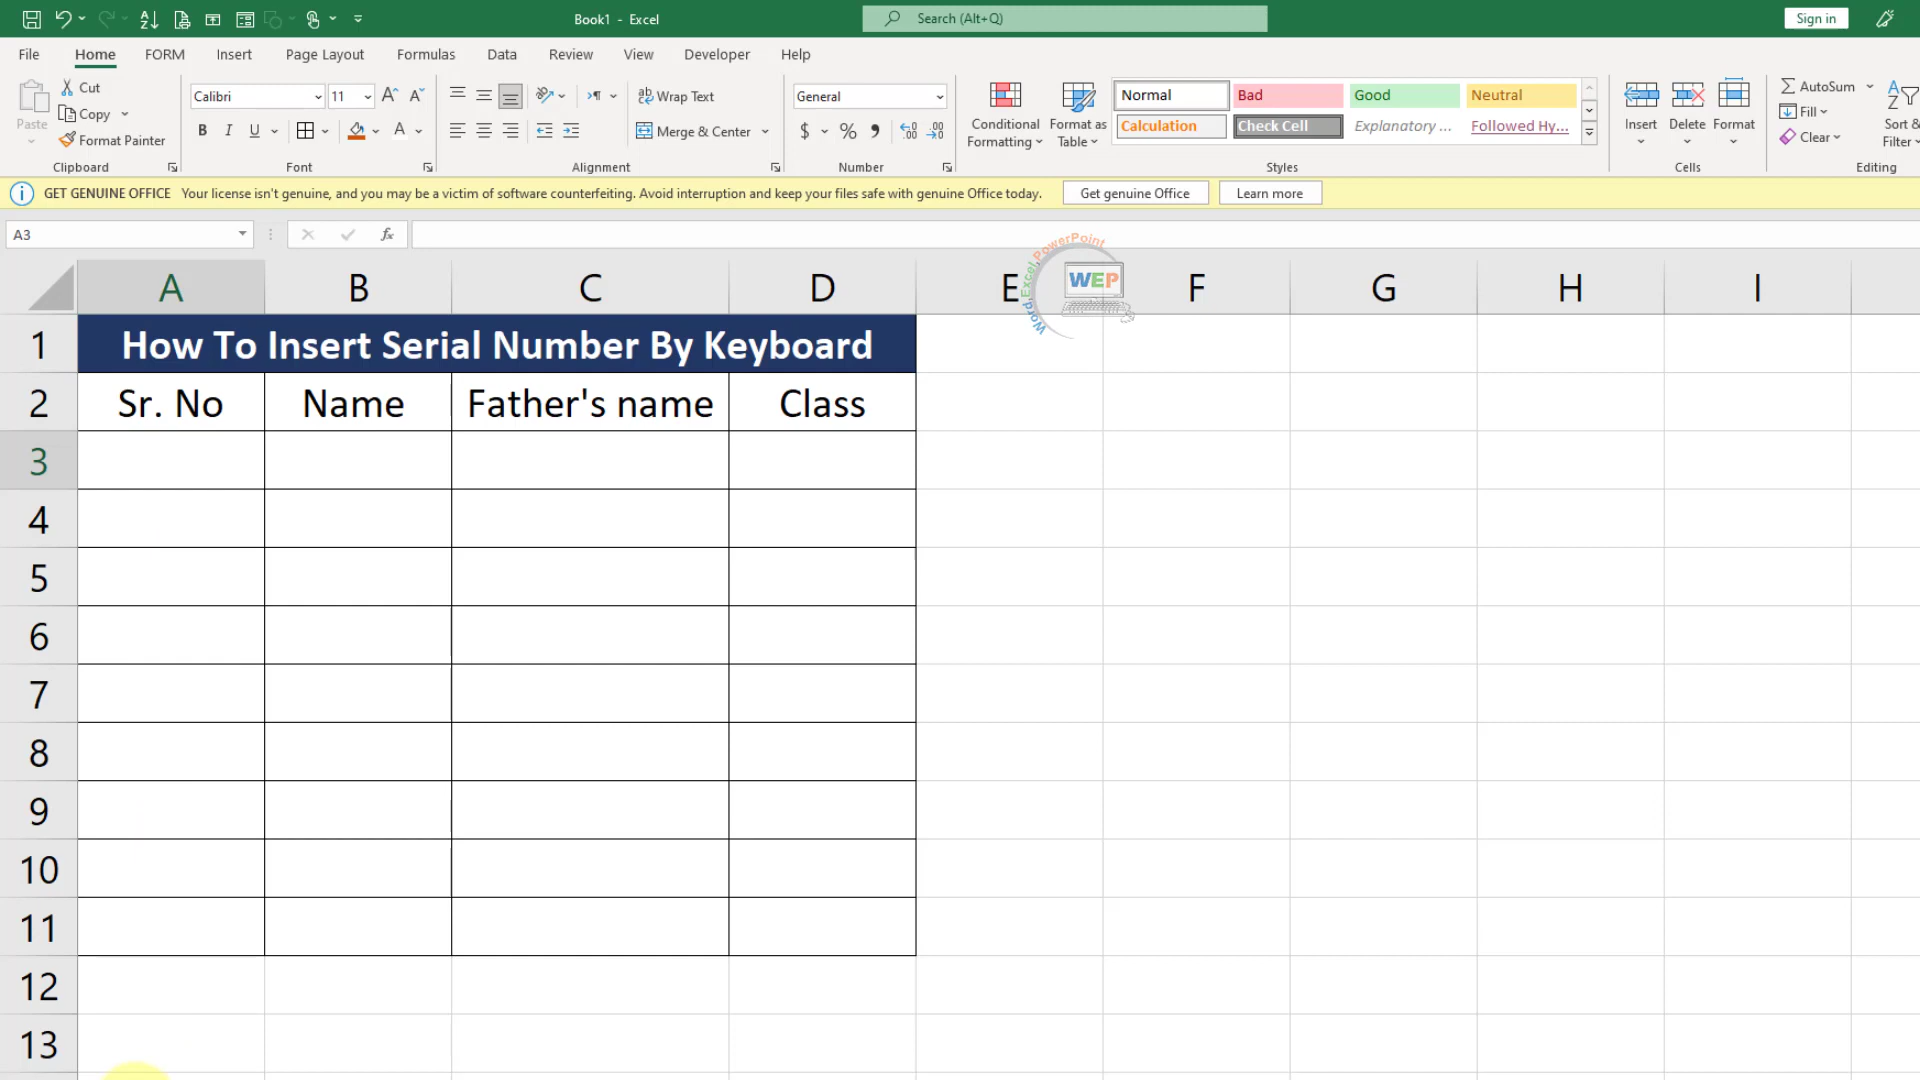 Book1 - Excel
Search (Alt+Q)
Sign in
File Home FORM Insert Page Layout Formulas Data Review View Developer Help
Paste
Cut
Copy
Format Painter
Clipboard
Calibri 11
B I U
Font
Wrap Text
Merge & Center
Alignment
General
$ % ,
Number
Conditional Formatting
Format as Table
Normal Bad Good Neutral
Calculation Check Cell Explanatory ... Followed Hy...
Styles
Insert Delete Format
Cells
AutoSum
Fill
Clear
Sort &
Filter
Editing
GET GENUINE OFFICE Your license isn't genuine, and you may be a victim of software counterfeiting. Avoid interruption and keep your files safe with genuine Office today. Get genuine Office Learn more
A3 fx
Word Excel PowerPoint
WEP
A B C D E F G H I
1 How To Insert Serial Number By Keyboard
2 Sr. No Name Father's name Class
3
4
5
6
7
8
9
10
11
12
13